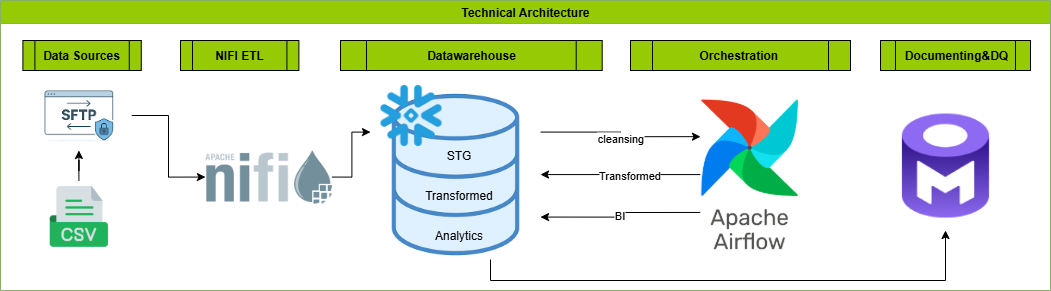 Technical Architecture
Data Sources
NIFI ETL
Datawarehouse
Orchestration
Documenting&DQ
SFTP
CSV
APACHE
nifi
STG
Transformed
Analytics
cleansing
Transformed
BI
Apache
Airflow
M